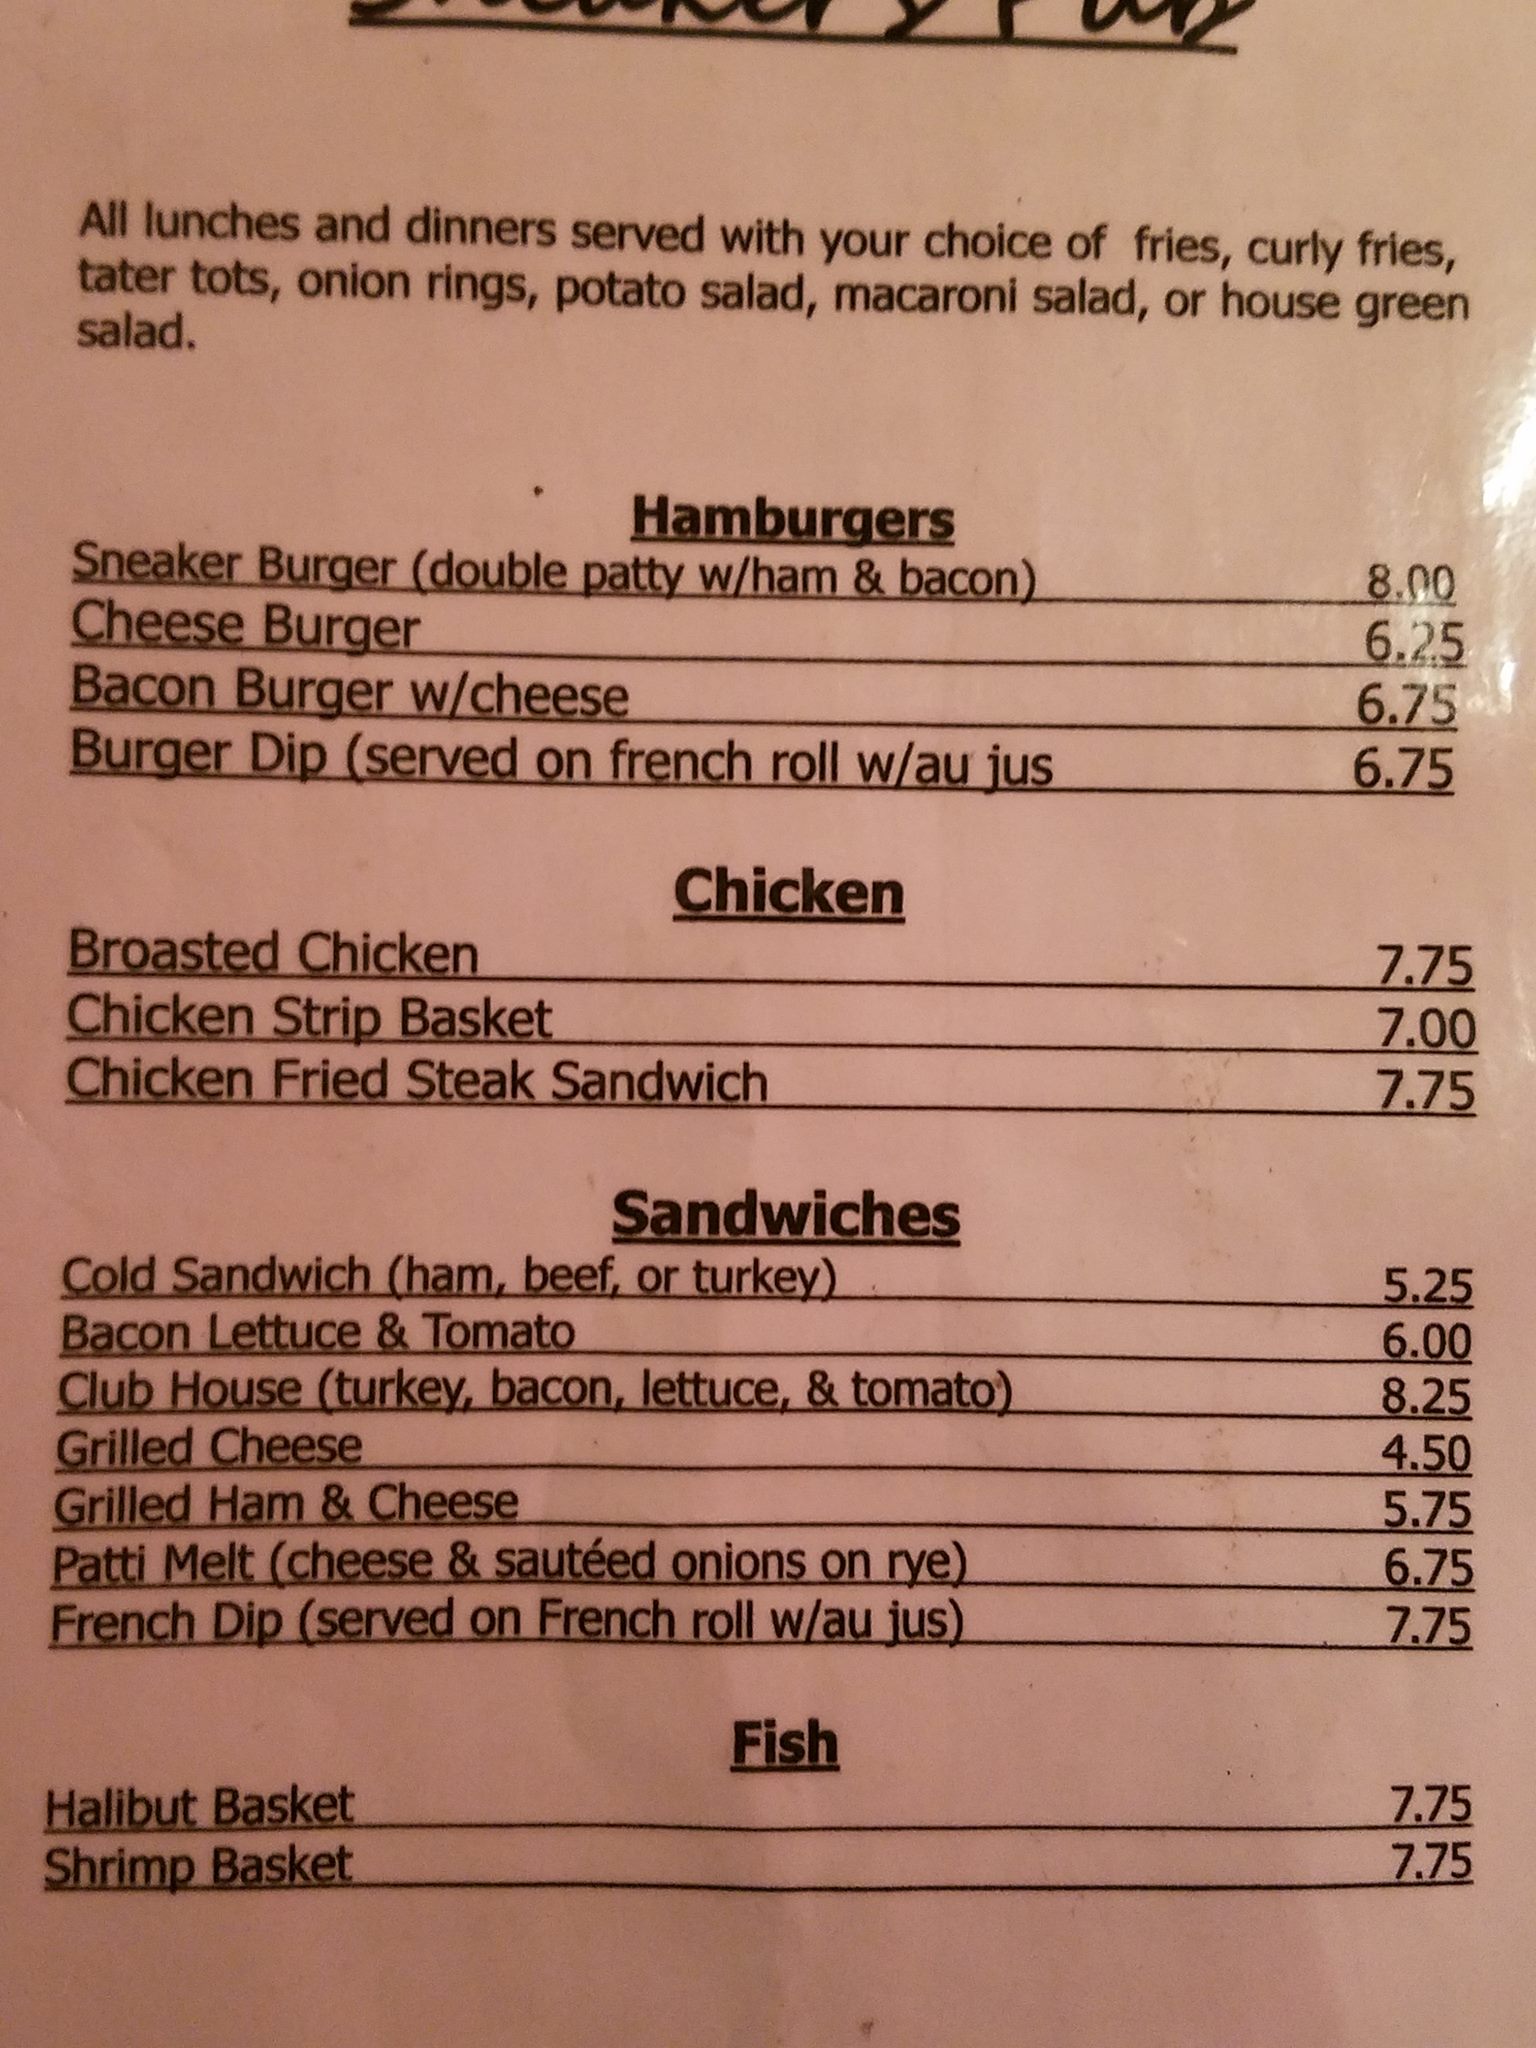 Sneaker's Pub
All lunches and dinners served with your choice of fries, curly fries,
tater tots, onion rings, potato salad, macaroni salad, or house green
salad.
Hamburgers
Sneaker Burger (double patty w/ham & bacon) 8.00
Cheese Burger 6.25
Bacon Burger w/cheese 6.75
Burger Dip (served on french roll w/au jus 6.75
Chicken
Broasted Chicken 7.75
Chicken Strip Basket 7.00
Chicken Fried Steak Sandwich 7.75
Sandwiches
Cold Sandwich (ham, beef, or turkey) 5.25
Bacon Lettuce & Tomato 6.00
Club House (turkey, bacon, lettuce, & tomato) 8.25
Grilled Cheese 4.50
Grilled Ham & Cheese 5.75
Patti Melt (cheese & sautéed onions on rye) 6.75
French Dip (served on French roll w/au jus) 7.75
Fish
Halibut Basket 7.75
Shrimp Basket 7.75